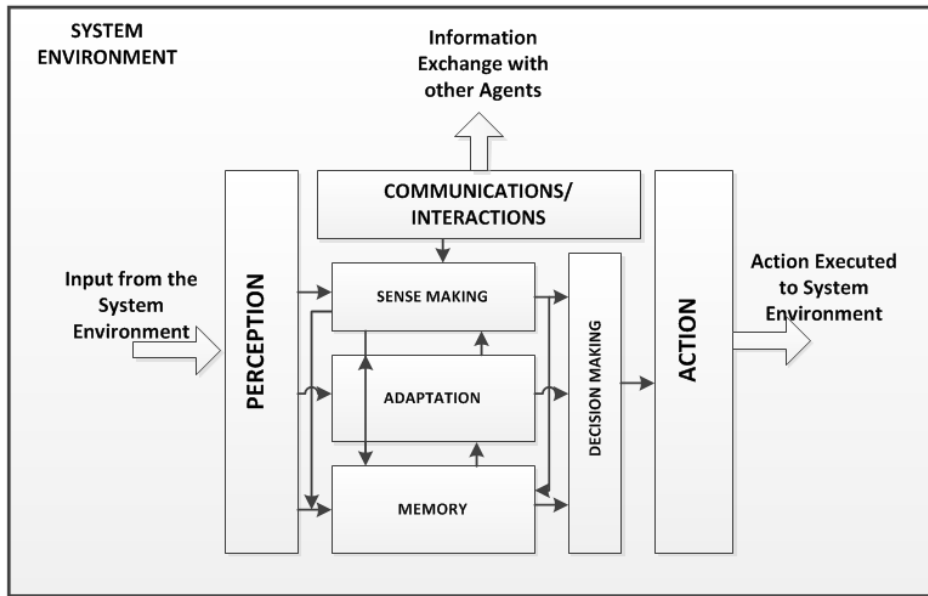 SYSTEM
ENVIRONMENT
Information
Exchange with
other Agents
COMMUNICATIONS/
INTERACTIONS
Input from the
System
Environment
PERCEPTION
SENSE MAKING
ADAPTATION
MEMORY
DECISION MAKING
ACTION
Action Executed
to System
Environment